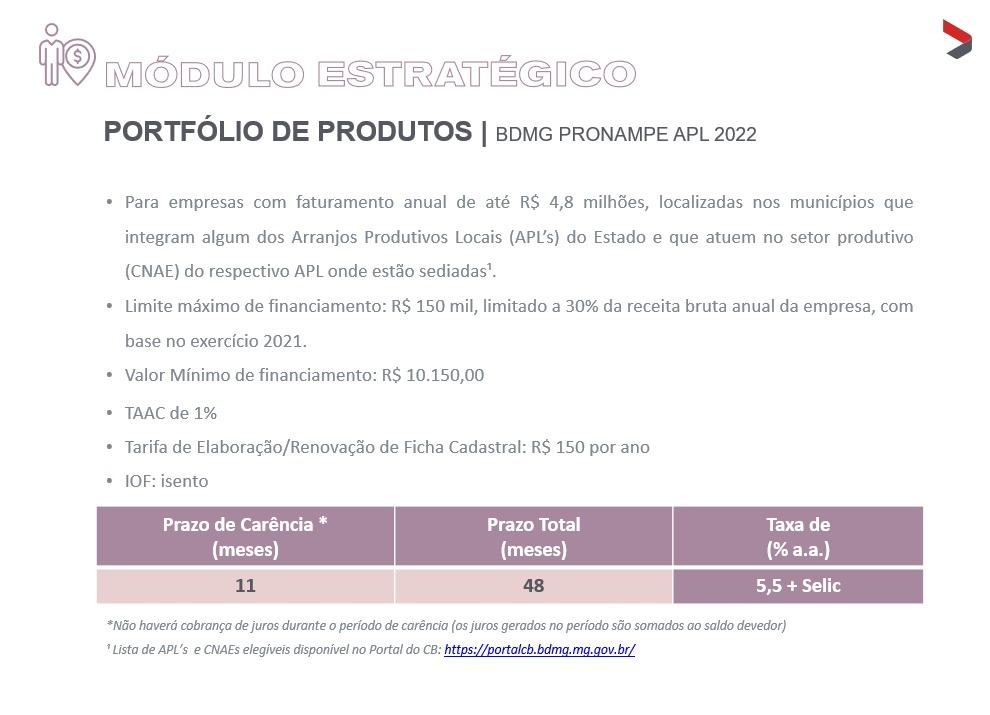 $
MÓDULO ESTRATÉGICO
PORTFÓLIO DE PRODUTOS | BDMG PRONAMPE APL 2022
• Para empresas com faturamento anual de até R$ 4,8 milhões, localizadas nos municípios que
integram algum dos Arranjos Produtivos Locais (APL’s) do Estado e que atuem no setor produtivo
(CNAE) do respectivo APL onde estão sediadas¹.
• Limite máximo de financiamento: R$ 150 mil, limitado a 30% da receita bruta anual da empresa, com
base no exercício 2021.
• Valor Mínimo de financiamento: R$ 10.150,00
• TAAC de 1%
• Tarifa de Elaboração/Renovação de Ficha Cadastral: R$ 150 por ano
• IOF: isento
Prazo de Carência * Prazo Total Taxa de
(meses) (meses) (% a.a.)
11 48 5,5 + Selic
*Não haverá cobrança de juros durante o período de carência (os juros gerados no período são somados ao saldo devedor)
¹ Lista de APL’s e CNAEs elegíveis disponível no Portal do CB: https://portalcb.bdmg.mg.gov.br/